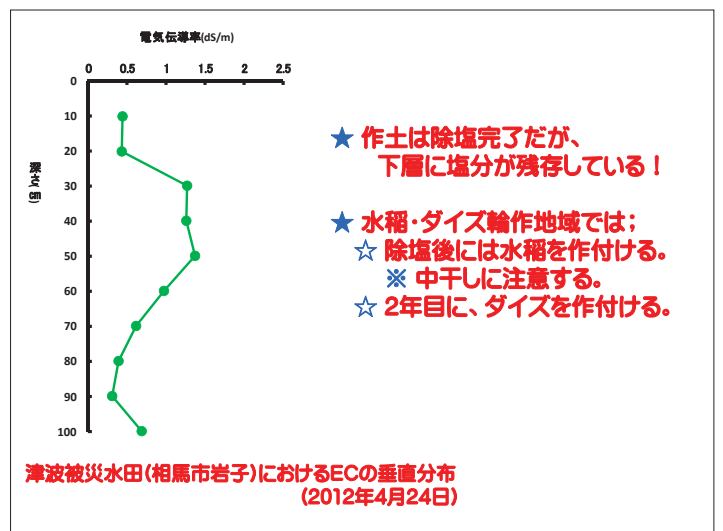 電気伝導率(dS/m)
0 0.5 1 1.5 2 2.5
0
10
20
30
40
50
60
70
80
90
100
深さ(㎝)
★ 作土は除塩完了だが、
下層に塩分が残存している！
★ 水稲・ダイズ輪作地域では；
☆ 除塩後には水稲を作付ける。
※ 中干しに注意する。
☆ 2年目に、ダイズを作付ける。
津波被災水田(相馬市岩子)におけるECの垂直分布
(2012年4月24日)